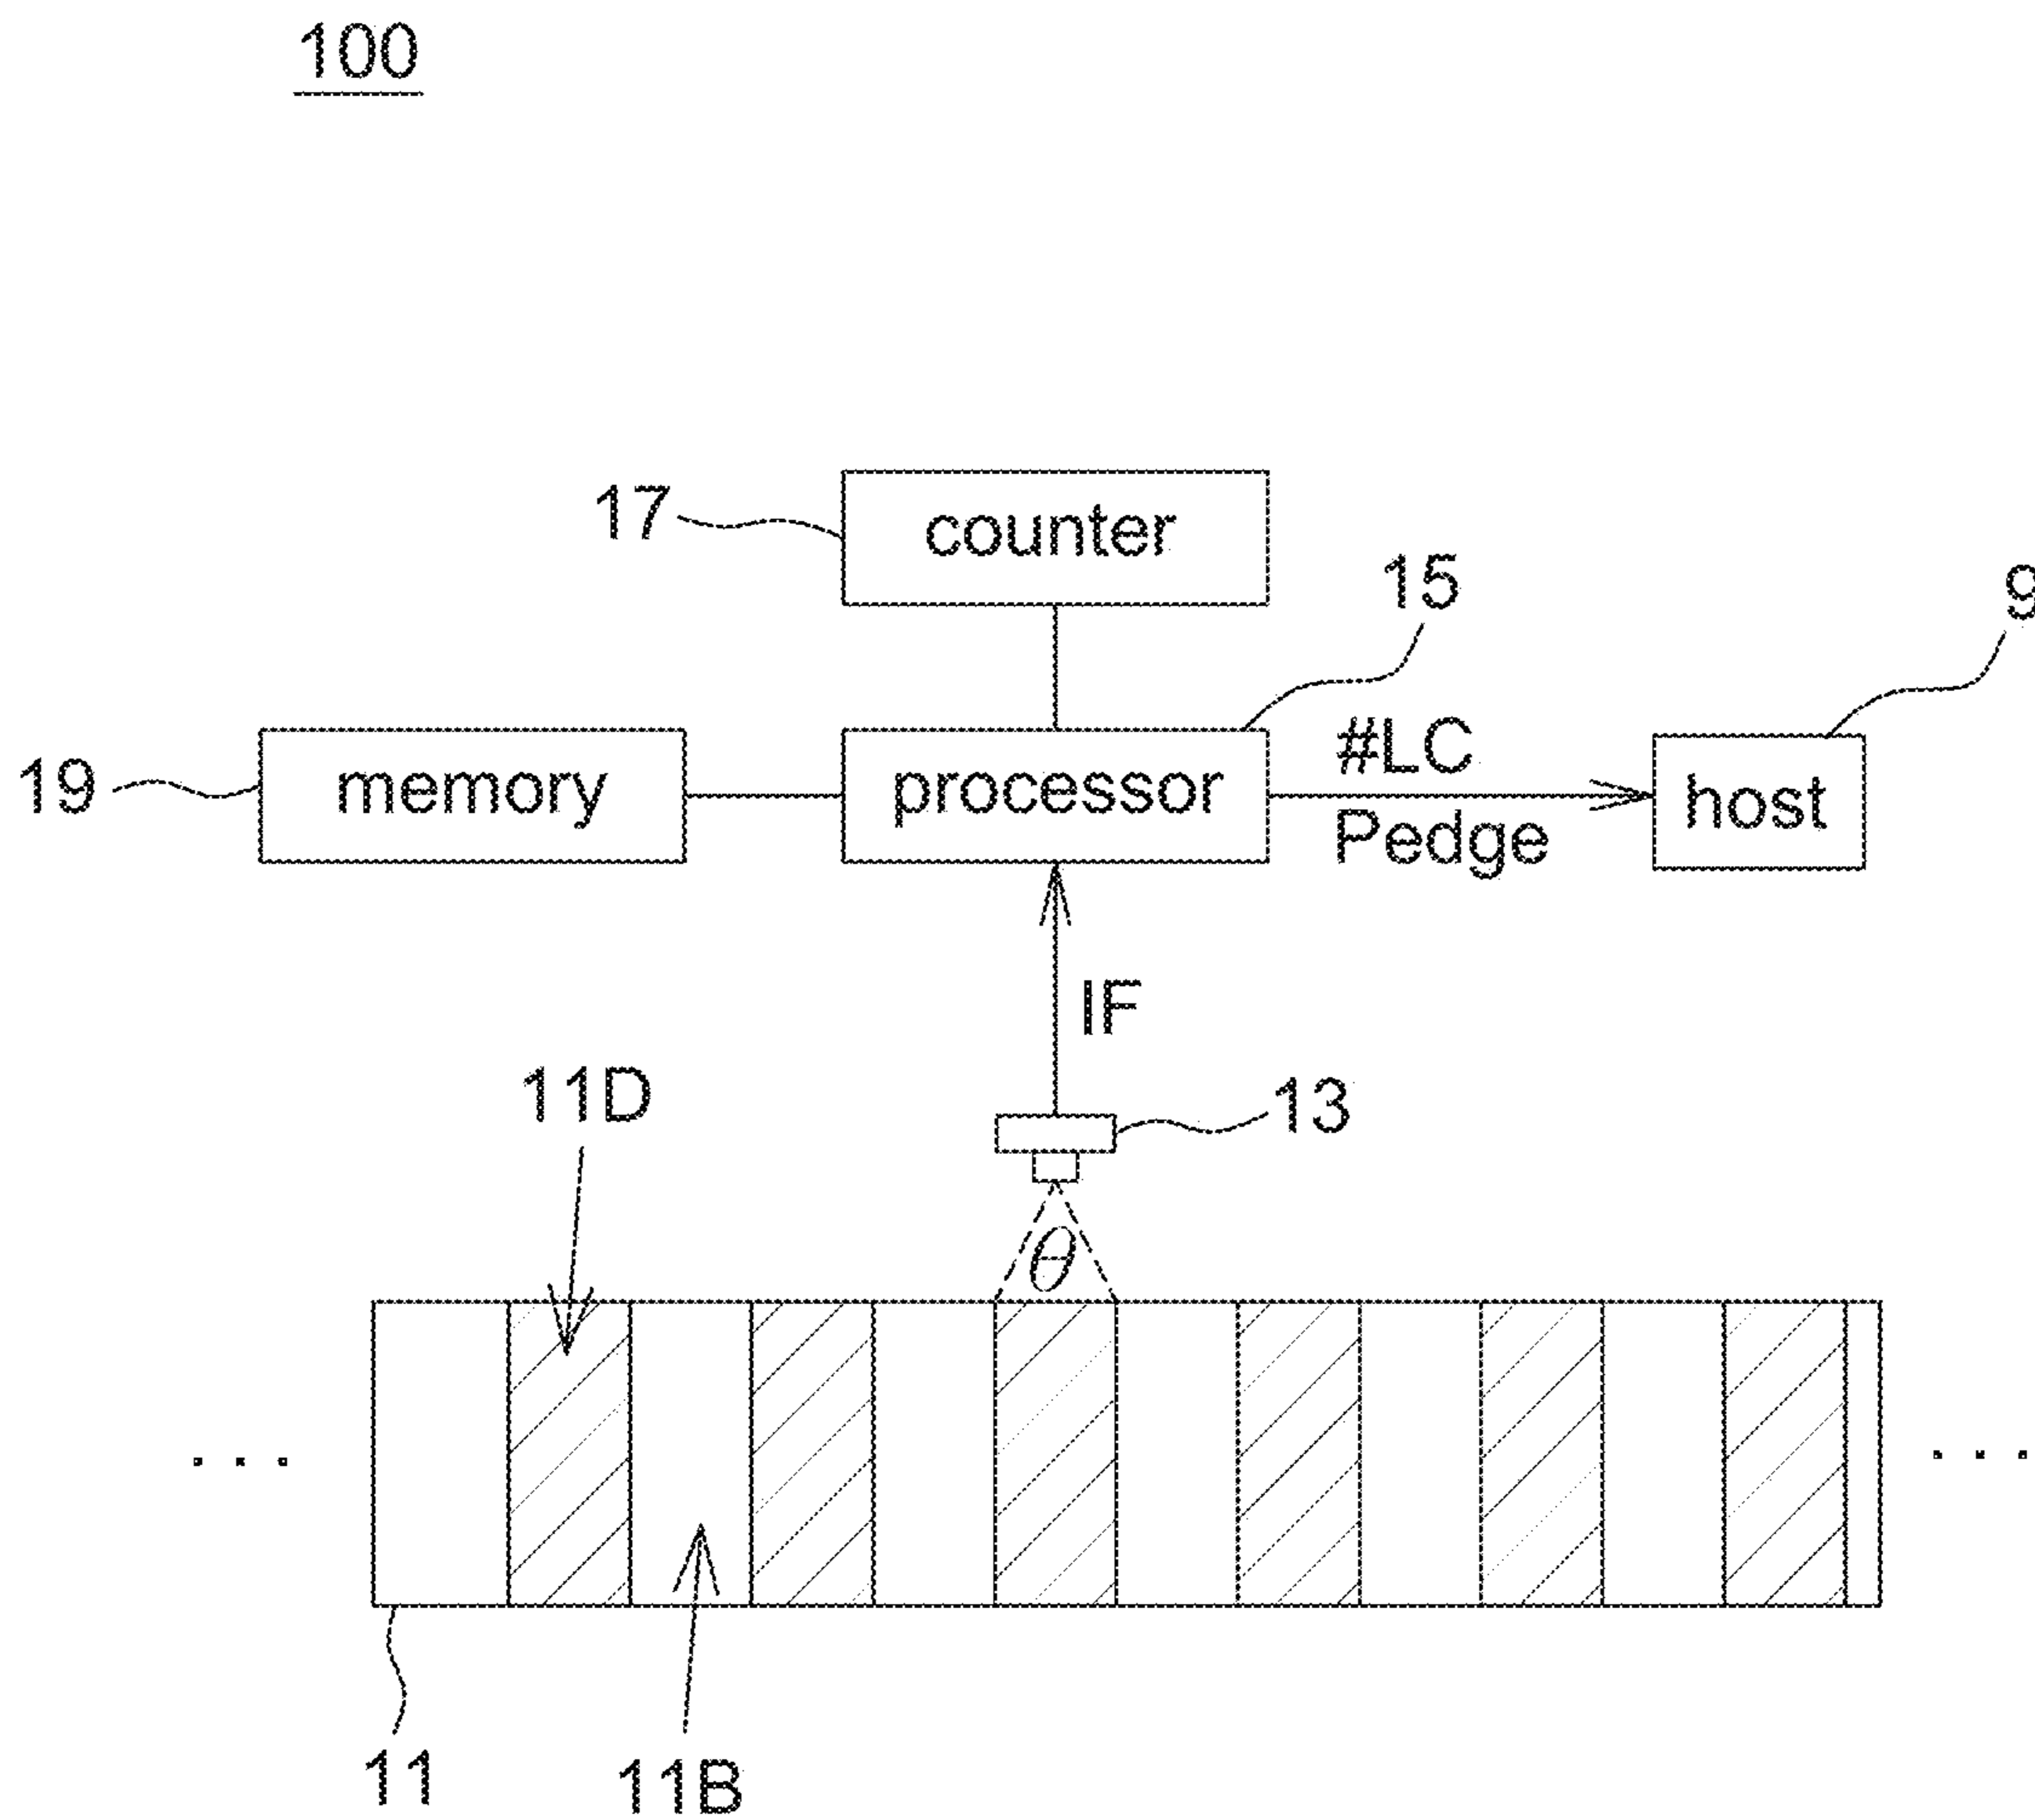 100
17
counter
15
9
19
memory
processor
#LC
Pedge
host
IF
11D
13
θ
...
...
11
11B